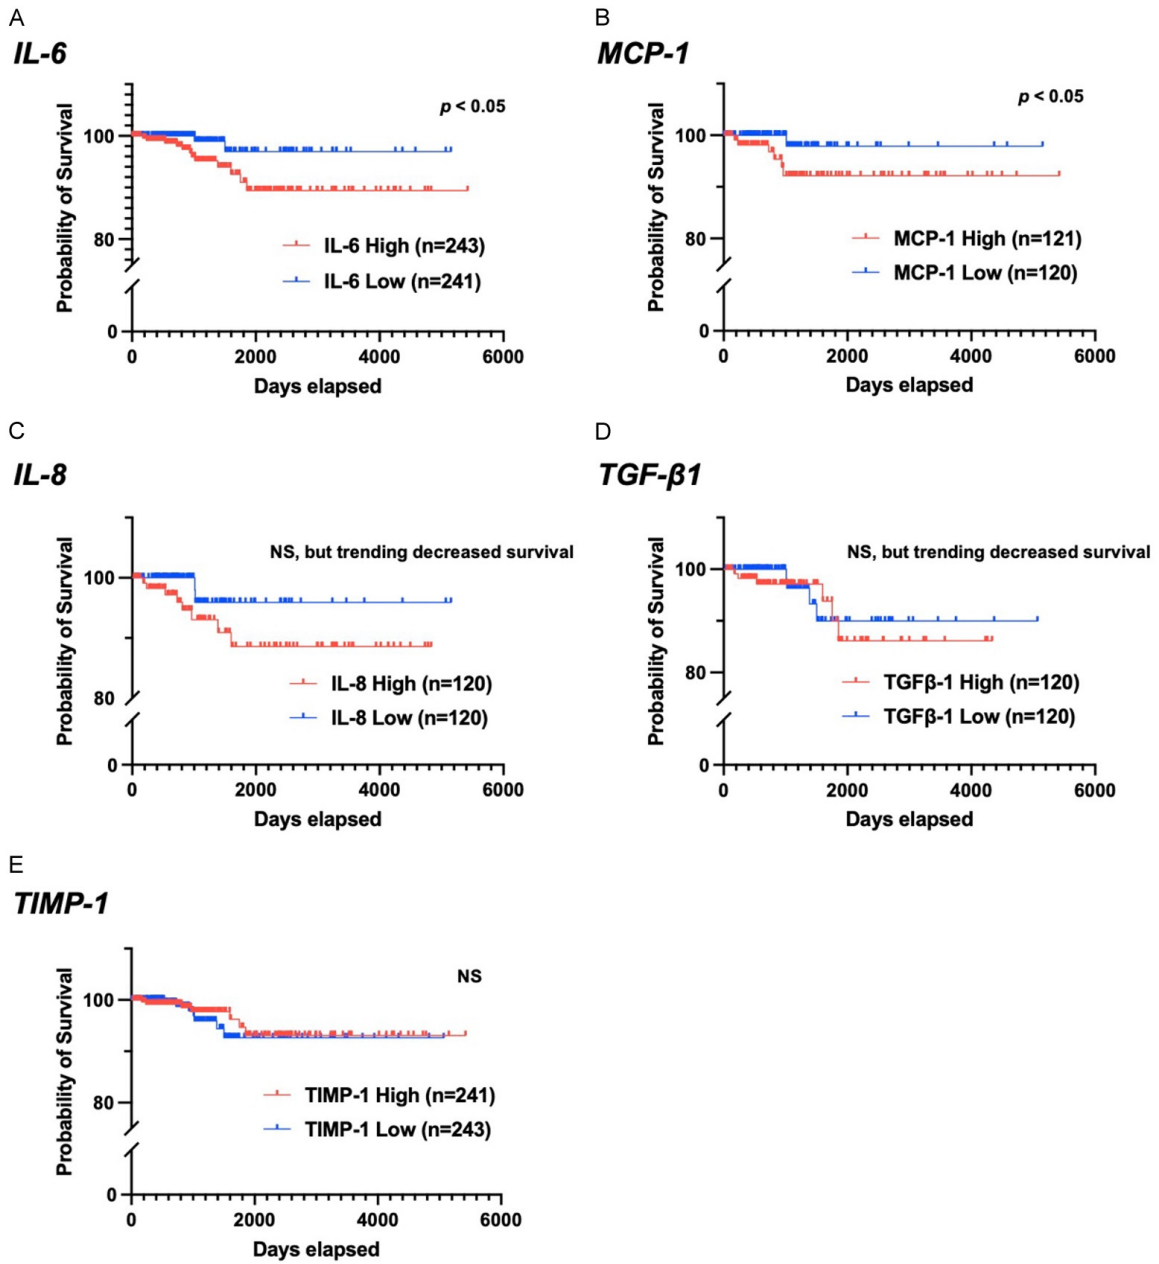 A
IL-6
p < 0.05
Probability of Survival
100
80
0
IL-6 High (n=243)
IL-6 Low (n=241)
0 2000 4000 6000
Days elapsed
B
MCP-1
p < 0.05
Probability of Survival
100
80
0
MCP-1 High (n=121)
MCP-1 Low (n=120)
0 2000 4000 6000
Days elapsed
C
IL-8
NS, but trending decreased survival
Probability of Survival
100
80
0
IL-8 High (n=120)
IL-8 Low (n=120)
0 2000 4000 6000
Days elapsed
D
TGF-β1
NS, but trending decreased survival
Probability of Survival
100
80
0
TGFβ-1 High (n=120)
TGFβ-1 Low (n=120)
0 2000 4000 6000
Days elapsed
E
TIMP-1
NS
Probability of Survival
100
80
0
TIMP-1 High (n=241)
TIMP-1 Low (n=243)
0 2000 4000 6000
Days elapsed